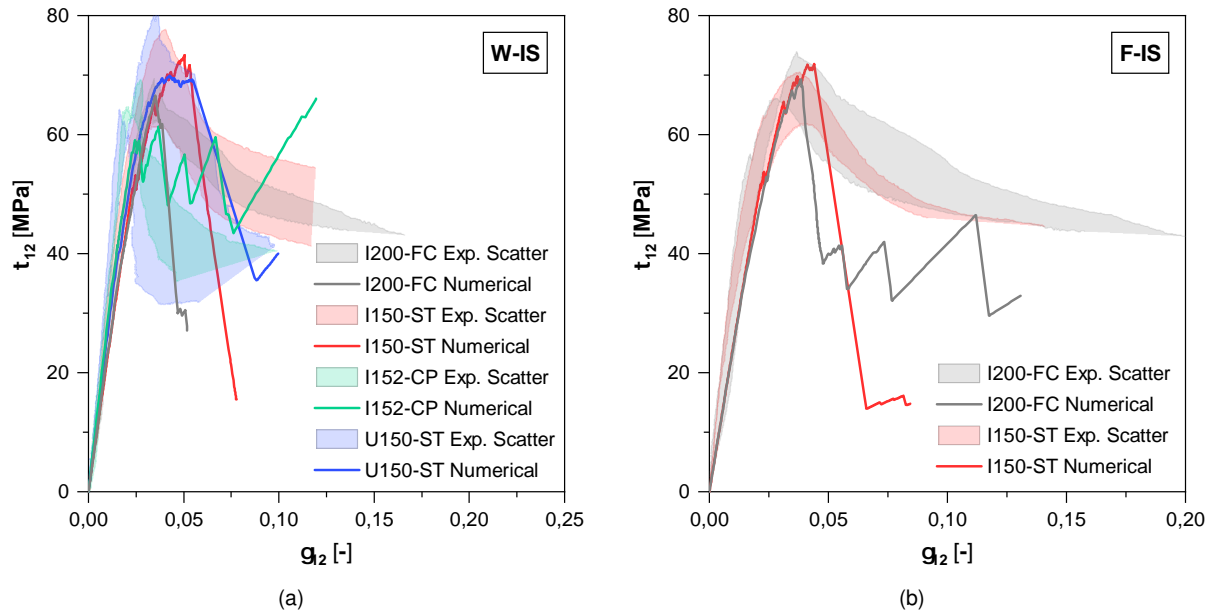 80
60
40
20
0
t12 [MPa]
W-IS
I200-FC Exp. Scatter
I200-FC Numerical
I150-ST Exp. Scatter
I150-ST Numerical
I152-CP Exp. Scatter
I152-CP Numerical
U150-ST Exp. Scatter
U150-ST Numerical
0,00 0,05 0,10 0,15 0,20 0,25
g12 [-]
(a)
80
60
40
20
0
t12 [MPa]
F-IS
I200-FC Exp. Scatter
I200-FC Numerical
I150-ST Exp. Scatter
I150-ST Numerical
0,00 0,05 0,10 0,15 0,20
g12 [-]
(b)